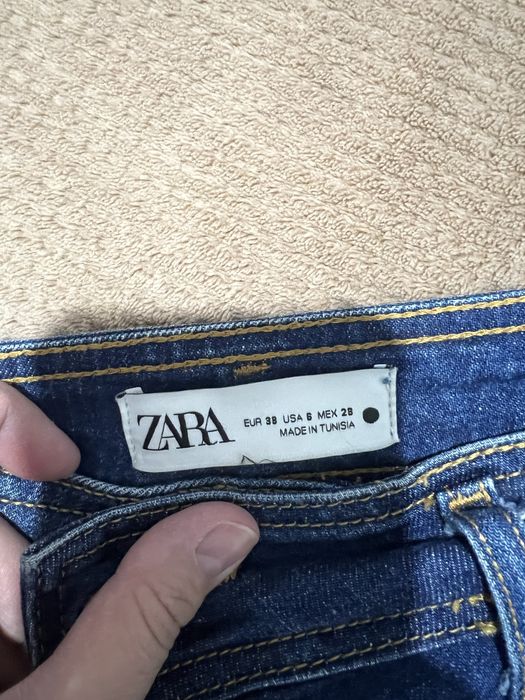 ZARA
EUR 38 USA 6 MEX 28
MADE IN TUNISIA